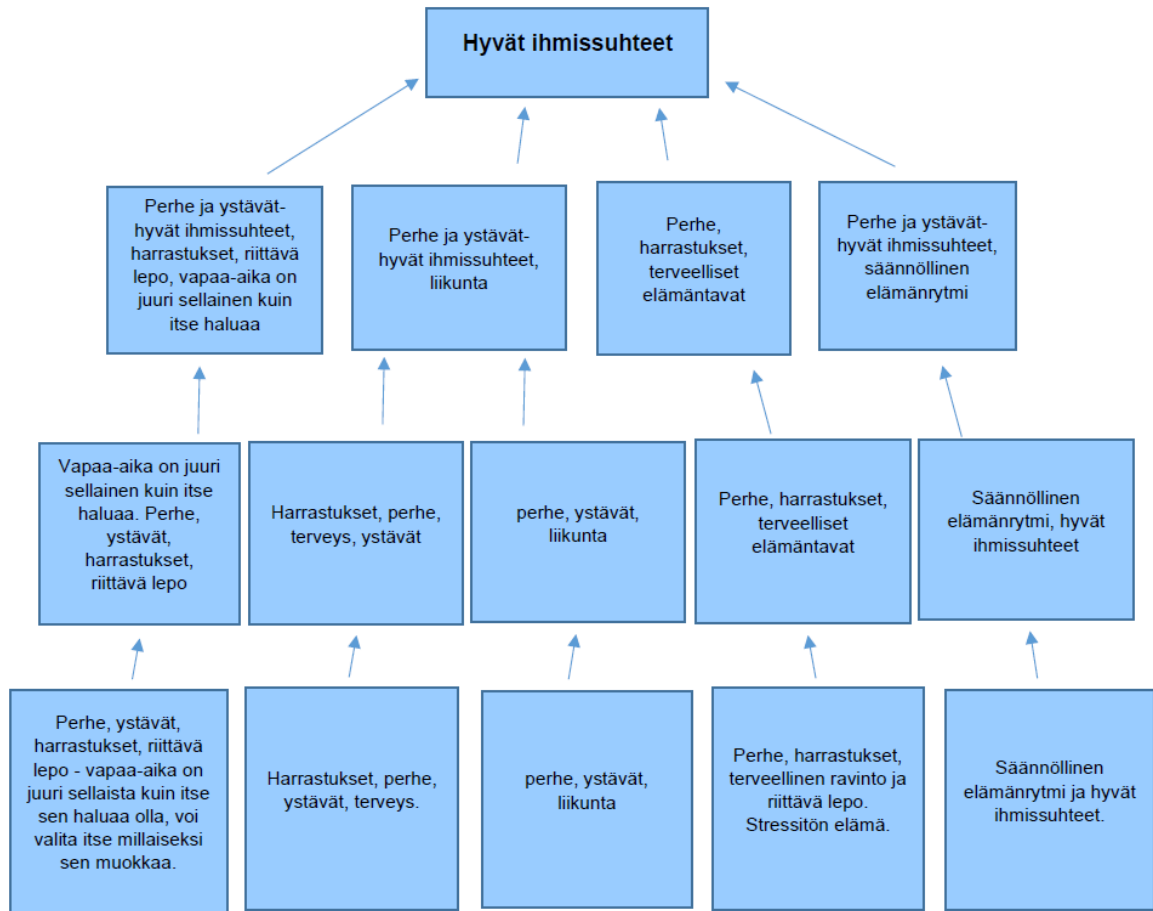 Hyvät ihmissuhteet
Perhe ja ystävät-
hyvät ihmissuhteet,
harrastukset, riittävä
lepo, vapaa-aika on
juuri sellainen kuin
itse haluaa
Perhe ja ystävät-
hyvät ihmissuhteet,
liikunta
Perhe,
harrastukset,
terveelliset
elämäntavat
Perhe ja ystävät-
hyvät ihmissuhteet,
säännöllinen
elämänrytmi
Vapaa-aika on juuri
sellainen kuin itse
haluaa. Perhe,
ystävät,
harrastukset,
riittävä lepo
Harrastukset, perhe,
terveys, ystävät
perhe, ystävät,
liikunta
Perhe, harrastukset,
terveelliset
elämäntavat
Säännöllinen
elämänrytmi, hyvät
ihmissuhteet
Perhe, ystävät,
harrastukset, riittävä
lepo - vapaa-aika on
juuri sellaista kuin itse
sen haluaa olla, voi
valita itse millaiseksi
sen muokkaa.
Harrastukset, perhe,
ystävät, terveys.
perhe, ystävät,
liikunta
Perhe, harrastukset,
terveellinen ravinto ja
riittävä lepo.
Stressitön elämä.
Säännöllinen
elämänrytmi ja hyvät
ihmissuhteet.